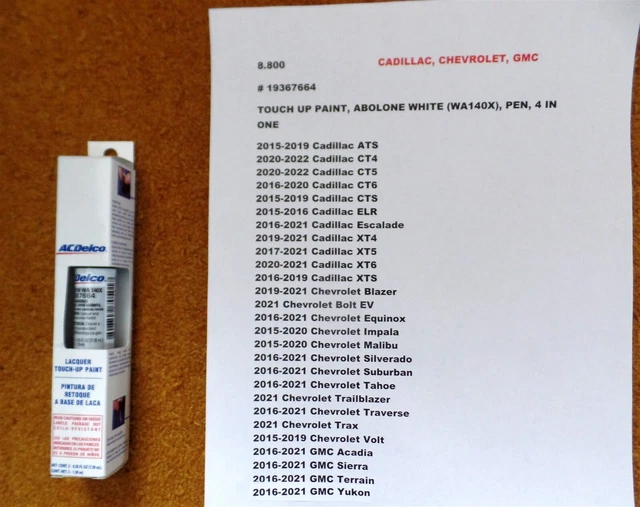 8.800
CADILLAC, CHEVROLET, GMC
# 19367664
TOUCH UP PAINT, ABOLONE WHITE (WA140X), PEN, 4 IN
ONE
2015-2019 Cadillac ATS
2020-2022 Cadillac CT4
2020-2022 Cadillac CT5
2016-2020 Cadillac CT6
2015-2019 Cadillac CTS
2015-2016 Cadillac ELR
2016-2021 Cadillac Escalade
2019-2021 Cadillac XT4
2017-2021 Cadillac XT5
2020-2021 Cadillac XT6
2016-2019 Cadillac XTS
2019-2021 Chevrolet Blazer
2021 Chevrolet Bolt EV
2016-2021 Chevrolet Equinox
2015-2020 Chevrolet Impala
2015-2020 Chevrolet Malibu
2016-2021 Chevrolet Silverado
2016-2021 Chevrolet Suburban
2016-2021 Chevrolet Tahoe
2021 Chevrolet Trailblazer
2016-2021 Chevrolet Traverse
2021 Chevrolet Trax
2015-2019 Chevrolet Volt
2016-2021 GMC Acadia
2016-2021 GMC Sierra
2016-2021 GMC Terrain
2016-2021 GMC Yukon
ACDelco
Delco
WA 140X
67664
LACQUER
TOUCH-UP PAINT
PINTURA DE
RETOQUE
A BASE DE LACA